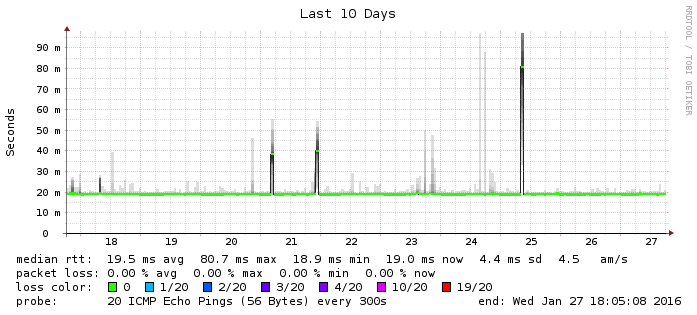 Last 10 Days
RRDTOOL / TOBI OETIKER
Seconds
90 m
80 m
70 m
60 m
50 m
40 m
30 m
20 m
10 m
0
18 19 20 21 22 23 24 25 26 27
median rtt: 19.5 ms avg 80.7 ms max 18.9 ms min 19.0 ms now 4.4 ms sd 4.5 am/s
packet loss: 0.00 % avg 0.00 % max 0.00 % min 0.00 % now
loss color: 0 1/20 2/20 3/20 4/20 10/20 19/20
probe: 20 ICMP Echo Pings (56 Bytes) every 300s end: Wed Jan 27 18:05:08 2016